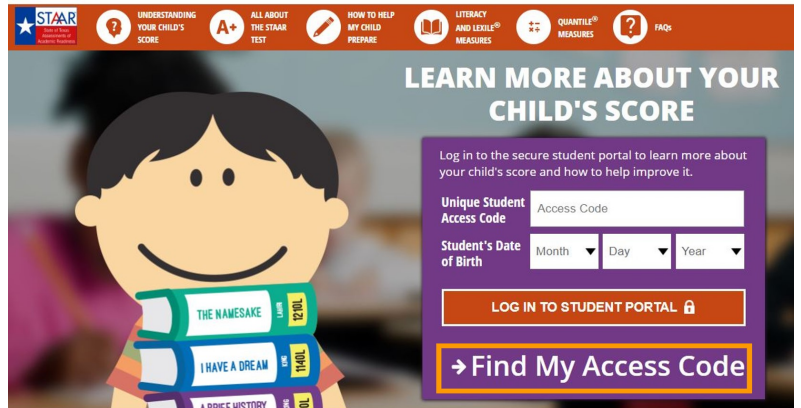 STAAR
State of Texas
Assessments of
Academic Readiness
UNDERSTANDING
YOUR CHILD'S
SCORE
A+
ALL ABOUT
THE STAAR
TEST
HOW TO HELP
MY CHILD
PREPARE
LITERACY
AND LEXILE®
MEASURES
QUANTILE®
MEASURES
?
FAQs
LEARN MORE ABOUT YOUR
CHILD'S SCORE
Log in to the secure student portal to learn more about
your child's score and how to help improve it.
Unique Student
Access Code
Access Code
Student's Date
of Birth
Month
Day
Year
LOG IN TO STUDENT PORTAL
→Find My Access Code
THE NAMESAKE
LAHIRI
1210L
I HAVE A DREAM
KING
1140L
A BRIEF HISTORY